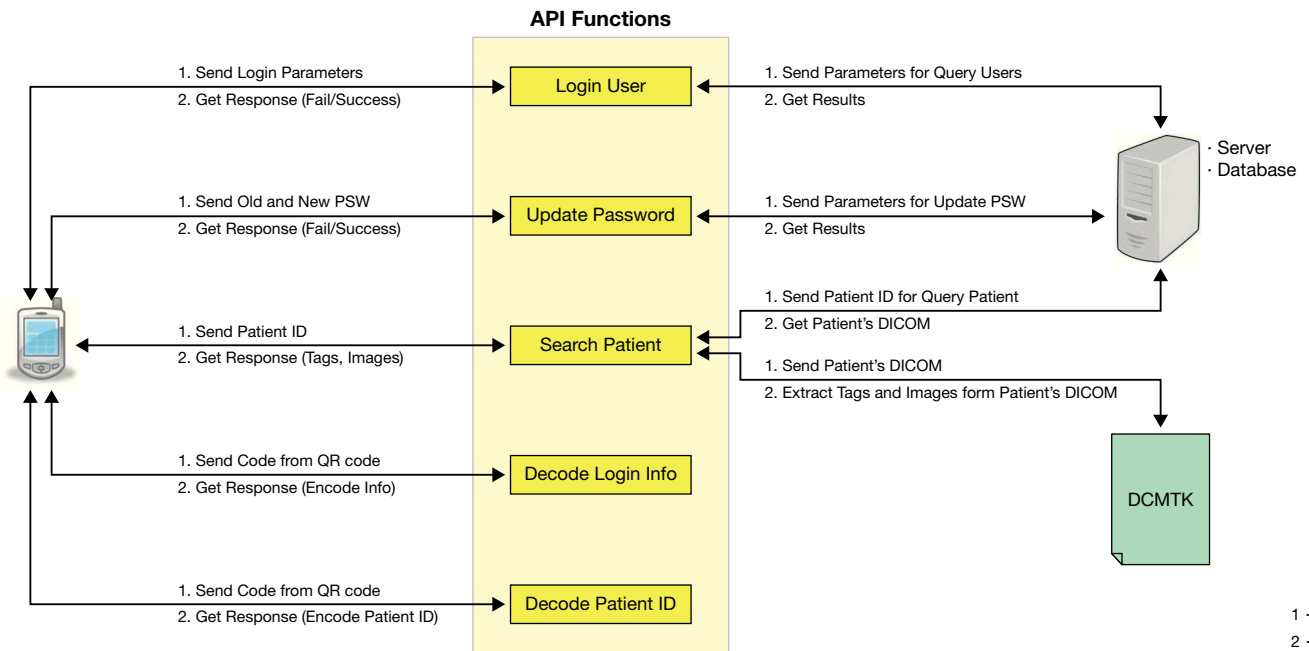 API Functions
1. Send Login Parameters
2. Get Response (Fail/Success)
Login User
1. Send Parameters for Query Users
2. Get Results
· Server
· Database
1. Send Old and New PSW
2. Get Response (Fail/Success)
Update Password
1. Send Parameters for Update PSW
2. Get Results
1. Send Patient ID
2. Get Response (Tags, Images)
Search Patient
1. Send Patient ID for Query Patient
2. Get Patient's DICOM
1. Send Patient's DICOM
2. Extract Tags and Images form Patient's DICOM
DCMTK
1. Send Code from QR code
2. Get Response (Encode Info)
Decode Login Info
1. Send Code from QR code
2. Get Response (Encode Patient ID)
Decode Patient ID
1
2